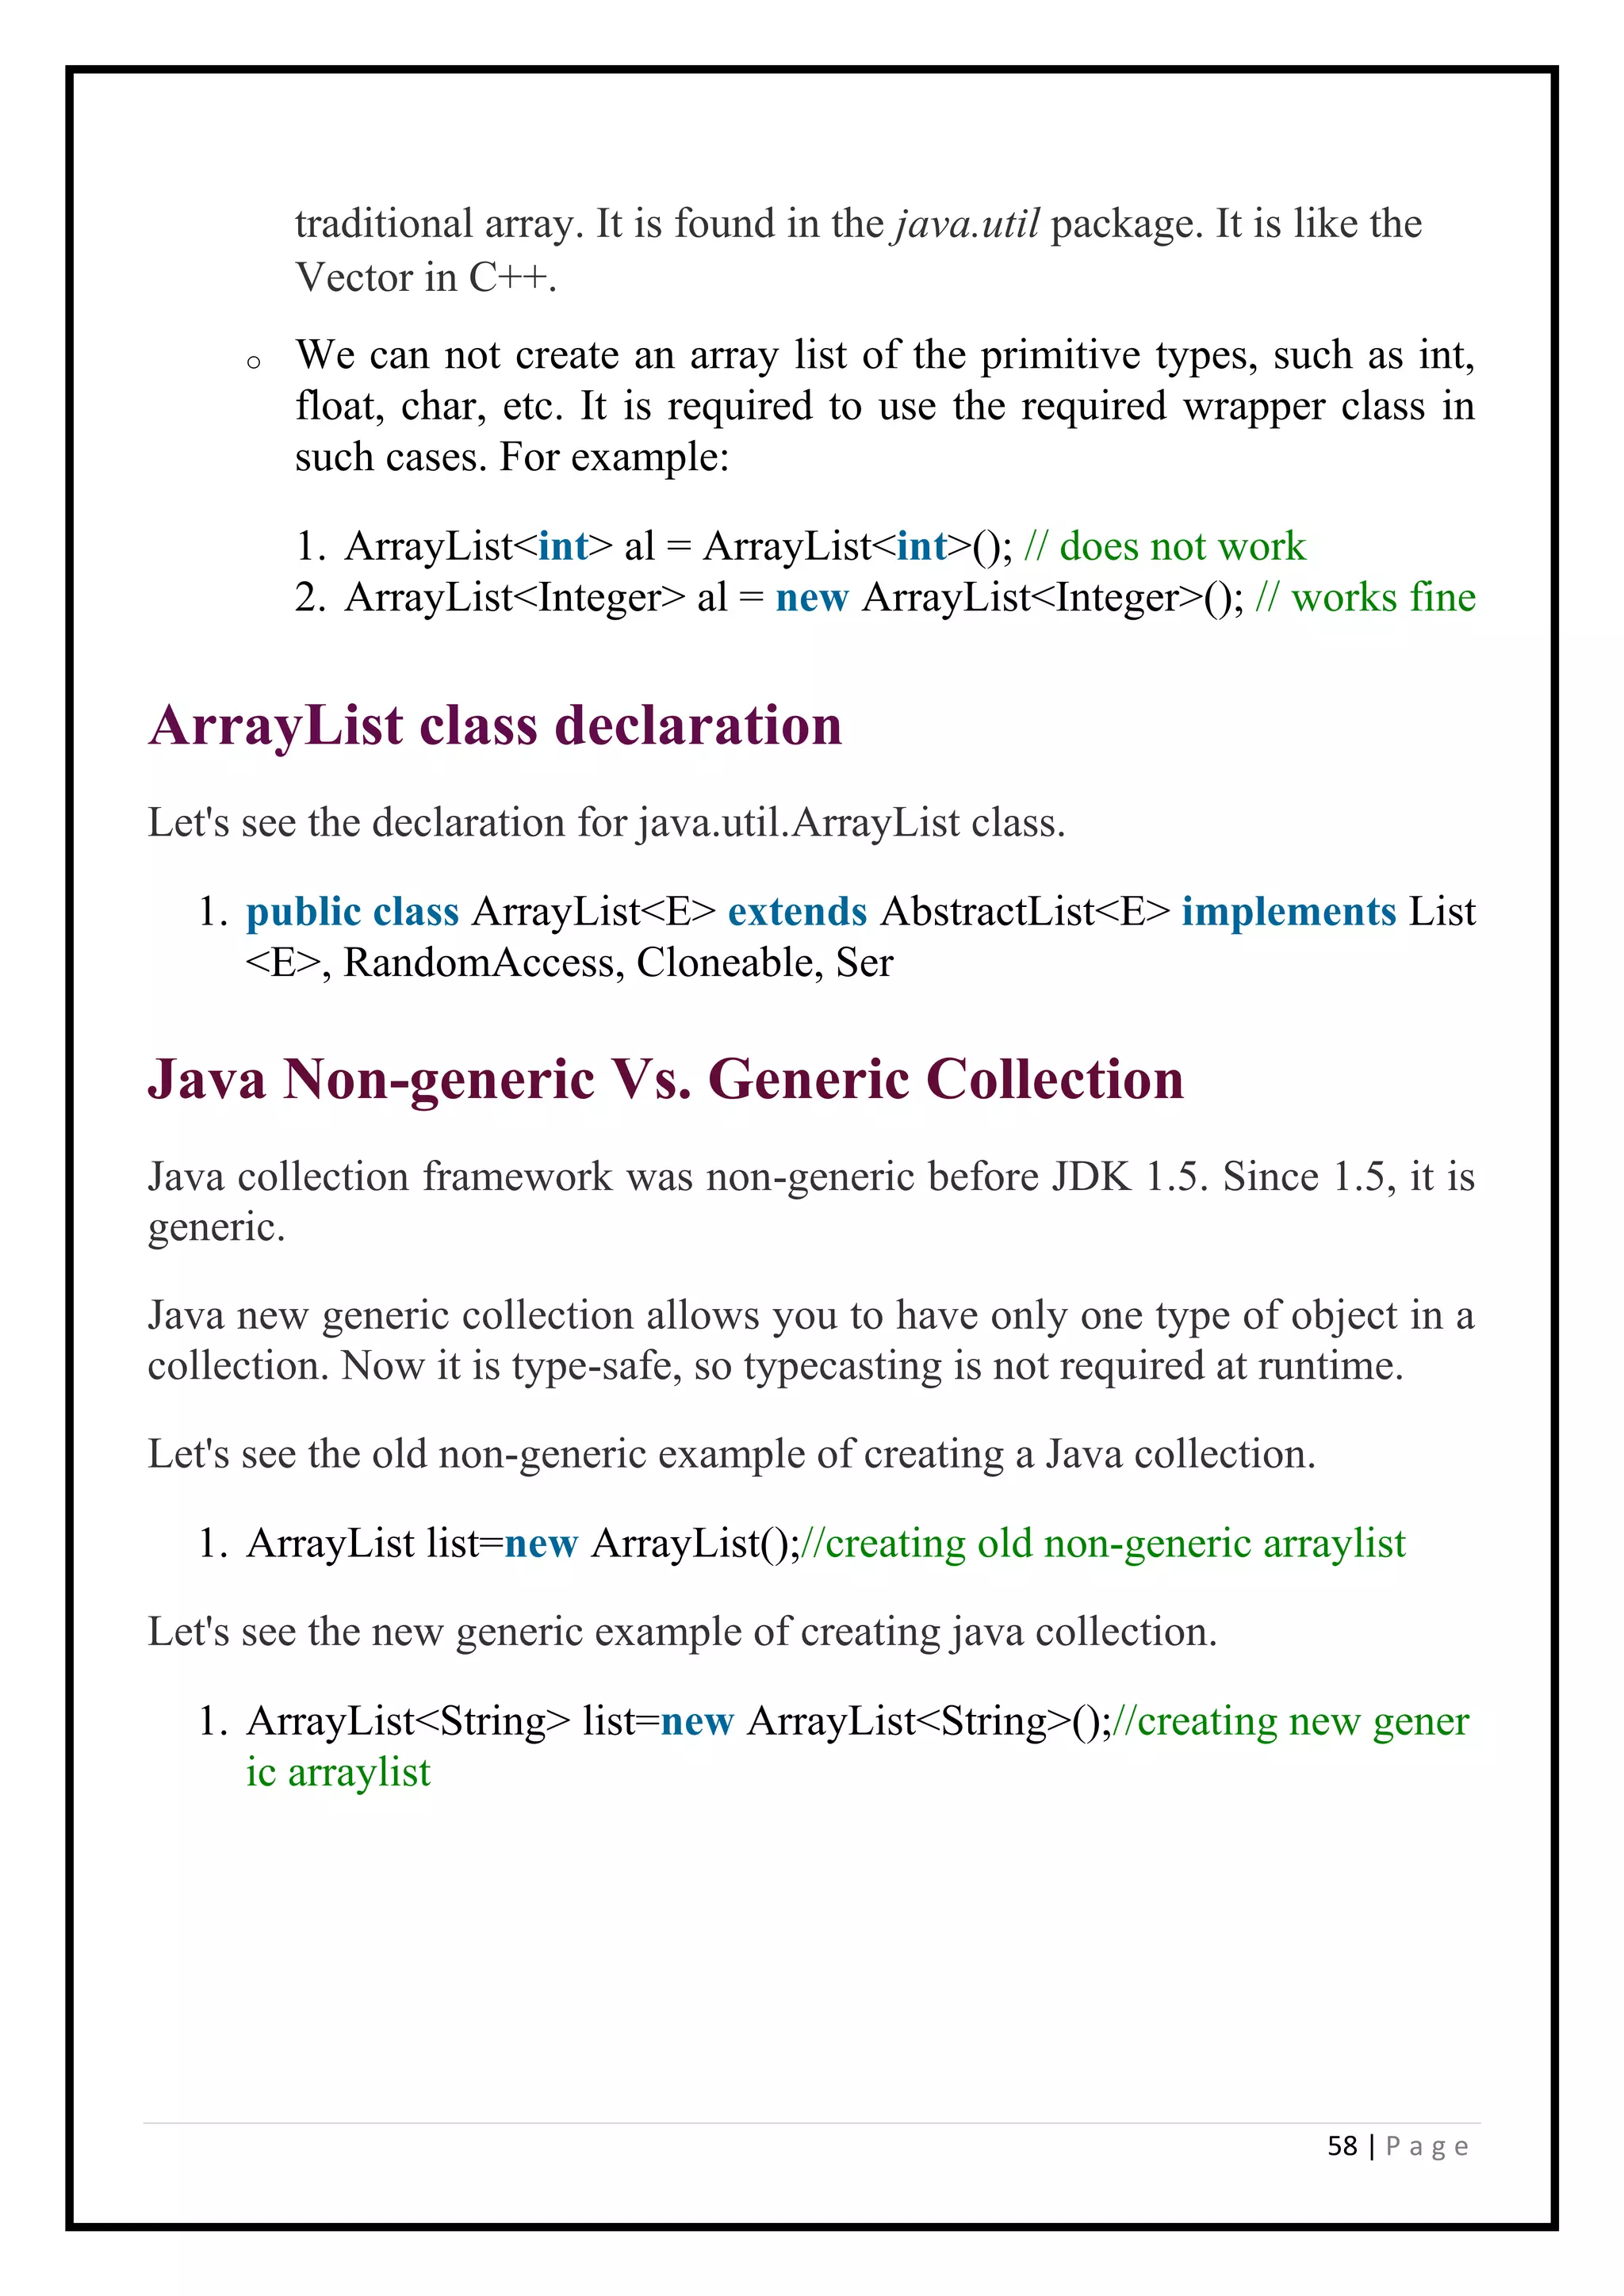 traditional array. It is found in the java.util package. It is like the
Vector in C++.
o We can not create an array list of the primitive types, such as int,
float, char, etc. It is required to use the required wrapper class in
such cases. For example:
1. ArrayList<int> al = ArrayList<int>(); // does not work
2. ArrayList<Integer> al = new ArrayList<Integer>(); // works fine
ArrayList class declaration
Let's see the declaration for java.util.ArrayList class.
1. public class ArrayList<E> extends AbstractList<E> implements List
<E>, RandomAccess, Cloneable, Ser
Java Non-generic Vs. Generic Collection
Java collection framework was non-generic before JDK 1.5. Since 1.5, it is
generic.
Java new generic collection allows you to have only one type of object in a
collection. Now it is type-safe, so typecasting is not required at runtime.
Let's see the old non-generic example of creating a Java collection.
1. ArrayList list=new ArrayList();//creating old non-generic arraylist
Let's see the new generic example of creating java collection.
1. ArrayList<String> list=new ArrayList<String>();//creating new gener
ic arraylist
58 | P a g e